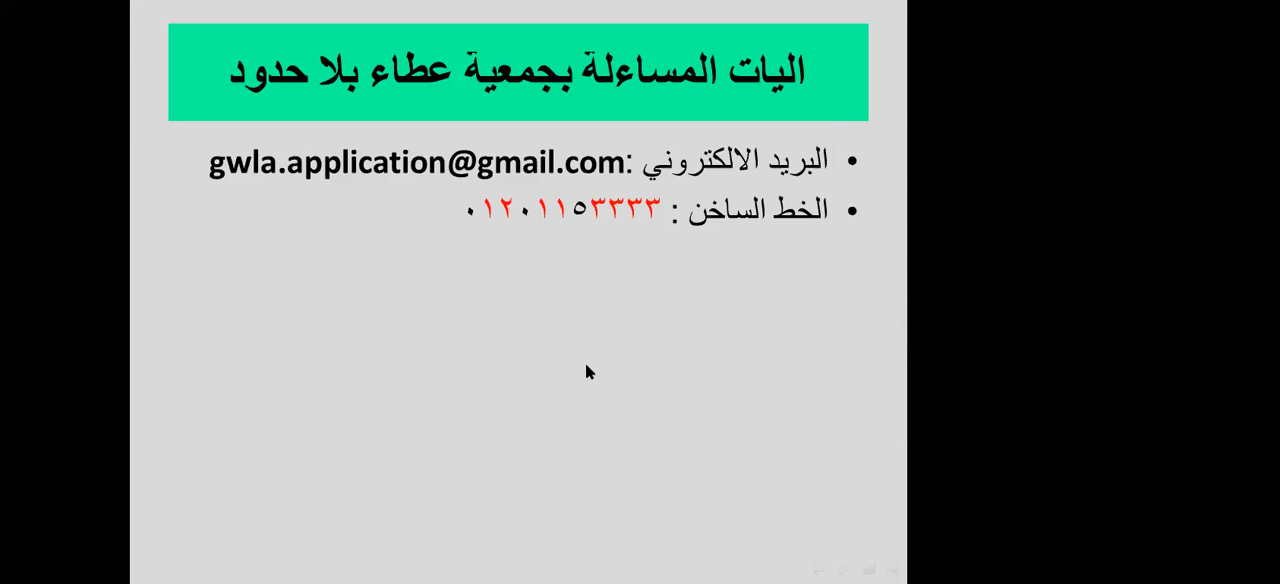 اليات المساءلة بجمعية عطاء بلا حدود
• البريد الالكتروني :gwla.application@gmail.com
• الخط الساخن : ٠١٢٠١١٥٣٣٣٣